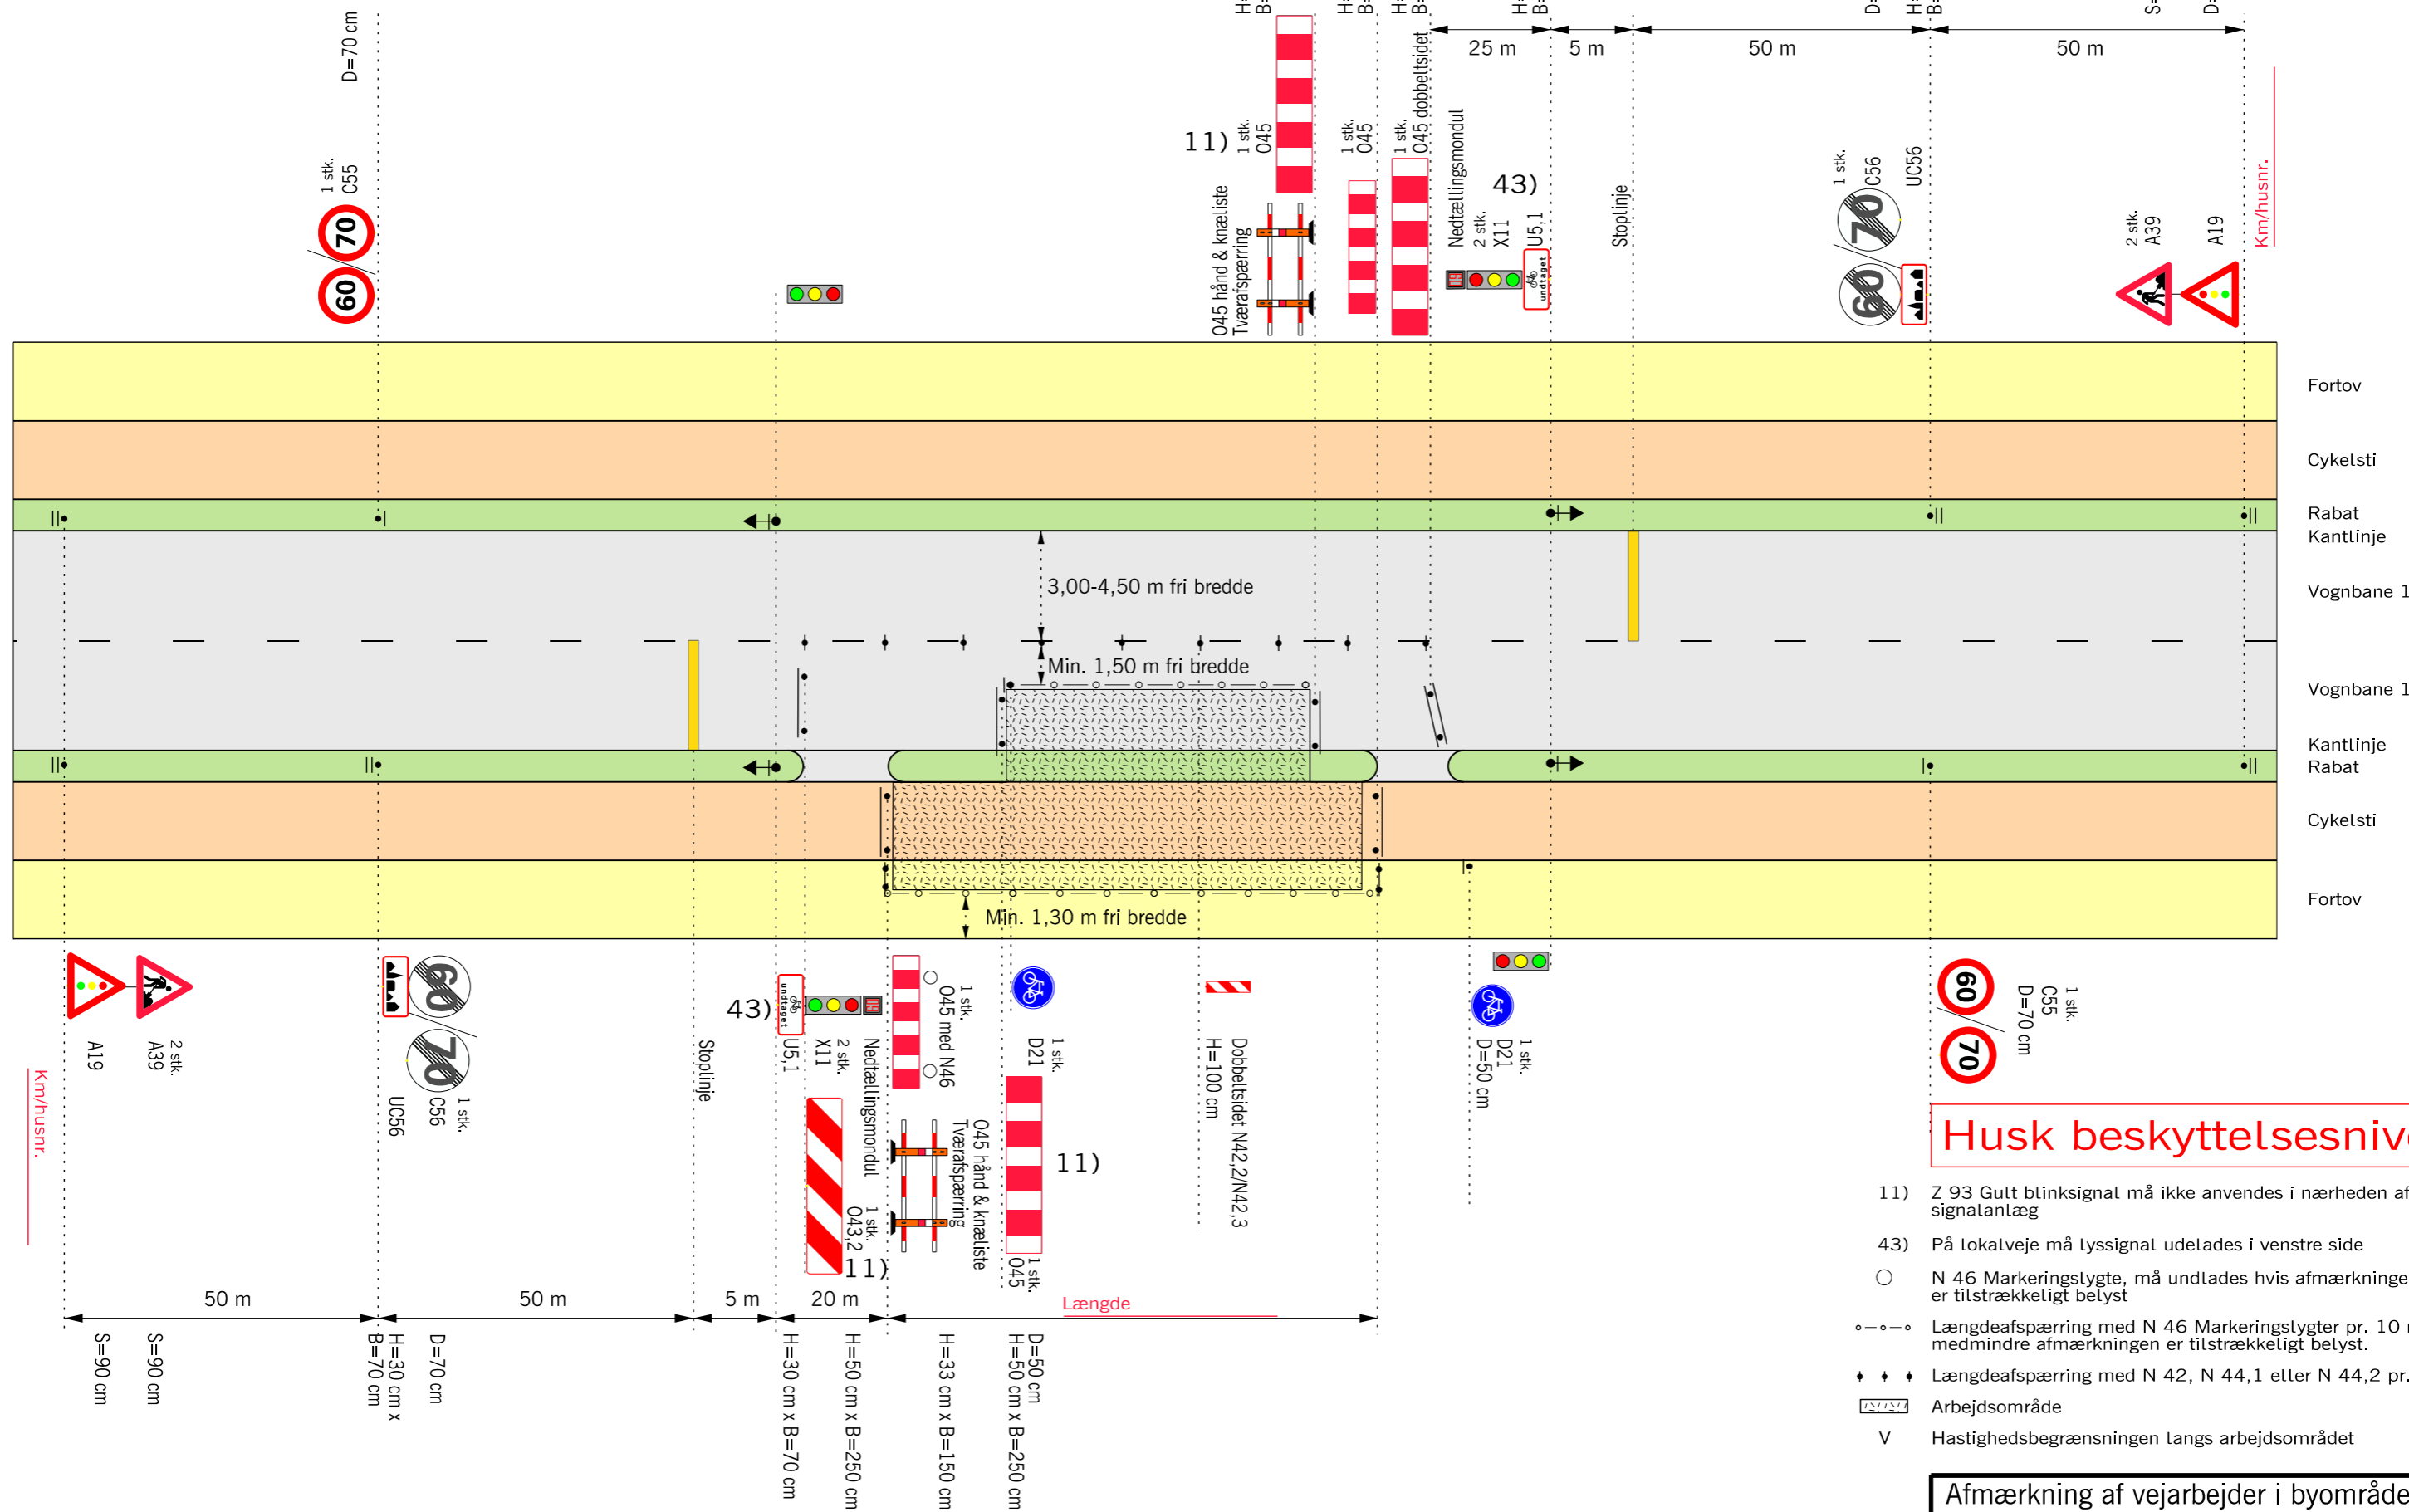 D=70 cm
1 stk.
C55
70
60
11)
1 stk.
O45
O45 hånd & knæliste
Tværafspærring
1 stk.
O45
1 stk.
O45 dobbeltsidet
25 m
5 m
50 m
50 m
Nedtællingsmondul
2 stk.
X11
43)
U5,1
undtaget
Stoplinje
1 stk.
C56
UC56
70
60
2 stk.
A39
A19
Km/husnr.
Fortov
Cykelsti
Rabat
Kantlinje
Vognbane 1
Vognbane 1
Kantlinje
Rabat
Cykelsti
Fortov
3,00-4,50 m fri bredde
Min. 1,50 m fri bredde
Min. 1,30 m fri bredde
Km/husnr.
A19
A39
2 stk.
60
70
UC56
C56
1 stk.
Stoplinje
43)
undtaget
U5,1
X11
2 stk.
Nedtællingsmondul
1 stk.
O43,2
11)
1 stk.
O45 med N46
O45 hånd & knæliste
Tværafspærring
1 stk.
D21
11)
1 stk.
O45
Dobbeltsidet N42,2/N42,3
H=100 cm
1 stk.
D21
D=50 cm
60
70
1 stk.
C55
D=70 cm
50 m
50 m
5 m
20 m
Længde
S=90 cm
S=90 cm
H=30 cm x
B=70 cm
D=70 cm
H=30 cm x B=70 cm
H=50 cm x B=250 cm
H=33 cm x B=150 cm
D=50 cm
H=50 cm x B=250 cm
11) Z 93 Gult blinksignal må ikke anvendes i nærheden af
signalanlæg
43) På lokalveje må lyssignal udelades i venstre side
N 46 Markeringslygte, må undlades hvis
er tilstrækkeligt belyst
Længdeafspærring med N 46 Markeringslygter pr. 10
medmindre afmærkningen er tilstrækkeligt belyst.
Længdeafspærring med N 42, N 44,1 eller N 44,2 pr.
Arbejdsområde
V Hastighedsbegrænsningen langs arbejdsområdet
Husk
Afmærkning af vejarbejder i